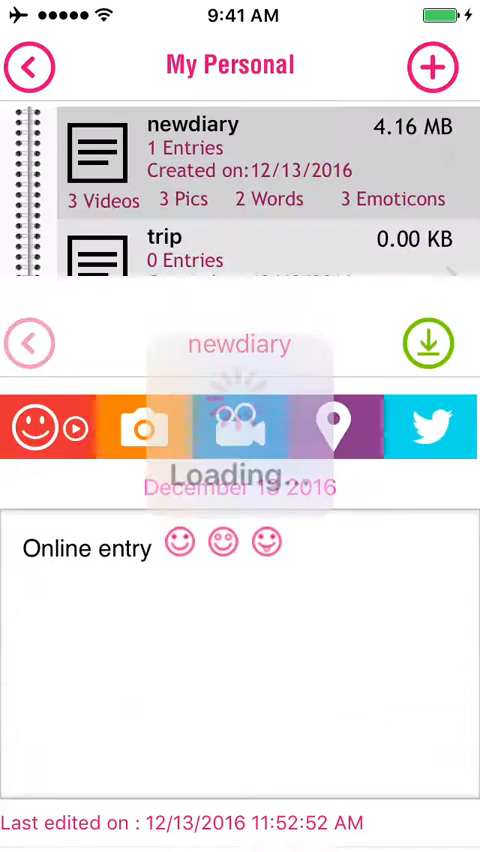 9:41 AM
My Personal
newdiary
4.16 MB
1 Entries
Created on:12/13/2016
3 Videos 3 Pics 2 Words 3 Emoticons
trip
0.00 KB
0 Entries
newdiary
Loading...
December 13 2016
Online entry
Last edited on : 12/13/2016 11:52:52 AM